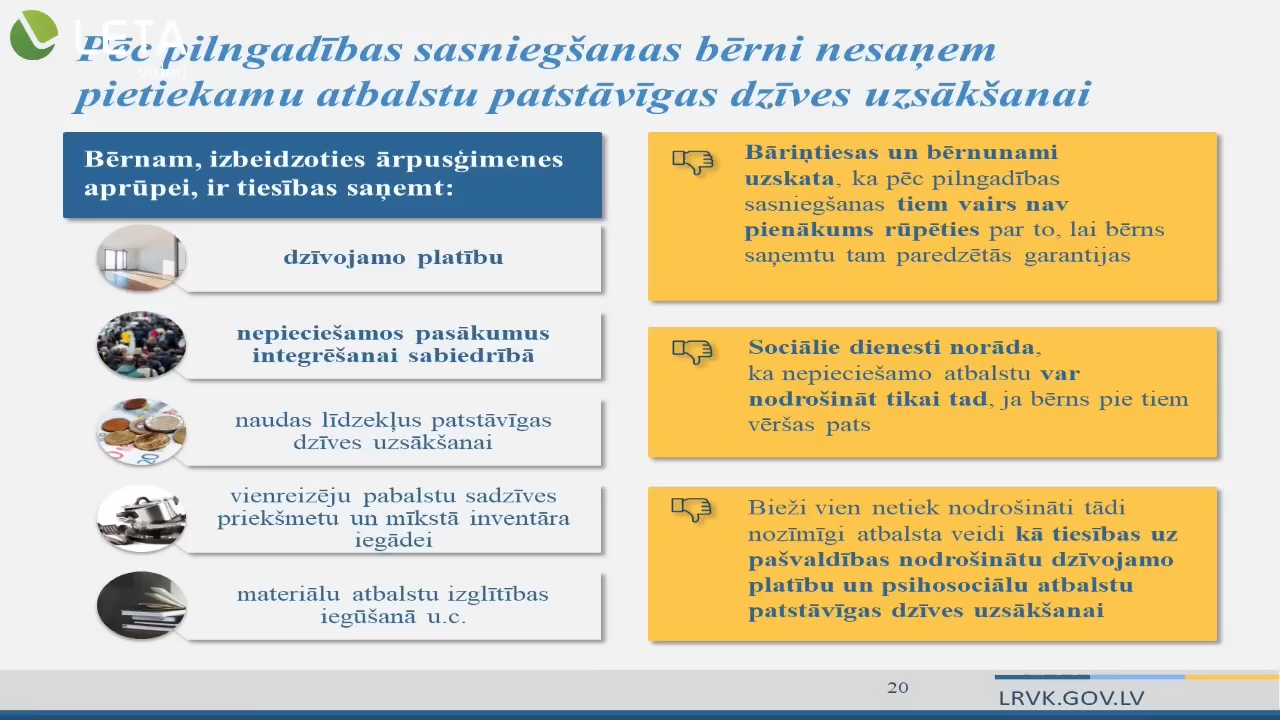 LETA
video
Pēc pilngadības sasniegšanas bērni nesaņem
pietiekamu atbalstu patstāvīgas dzīves uzsākšanai
Bērnam, izbeidzoties ārpusģimenes
aprūpei, ir tiesības saņemt:
dzīvojamo platību
nepieciešamos pasākumus
integrēšanai sabiedrībā
naudas līdzekļus patstāvīgas
dzīves uzsākšanai
vienreizēju pabalstu sadzīves
priekšmetu un mīkstā inventāra
iegādei
materiālu atbalstu izglītības
iegūšanā u.c.
Bāriņtiesas un bērnunami
uzskata, ka pēc pilngadības
sasniegšanas tiem vairs nav
pienākums rūpēties par to, lai bērns
saņemtu tam paredzētās garantijas
Sociālie dienesti norāda,
ka nepieciešamo atbalstu var
nodrošināt tikai tad, ja bērns pie tiem
vēršas pats
Bieži vien netiek nodrošināti tādi
nozīmīgi atbalsta veidi kā tiesības uz
pašvaldības nodrošinātu dzīvojamo
platību un psihosociālu atbalstu
patstāvīgas dzīves uzsākšanai
20
LRVK.GOV.LV